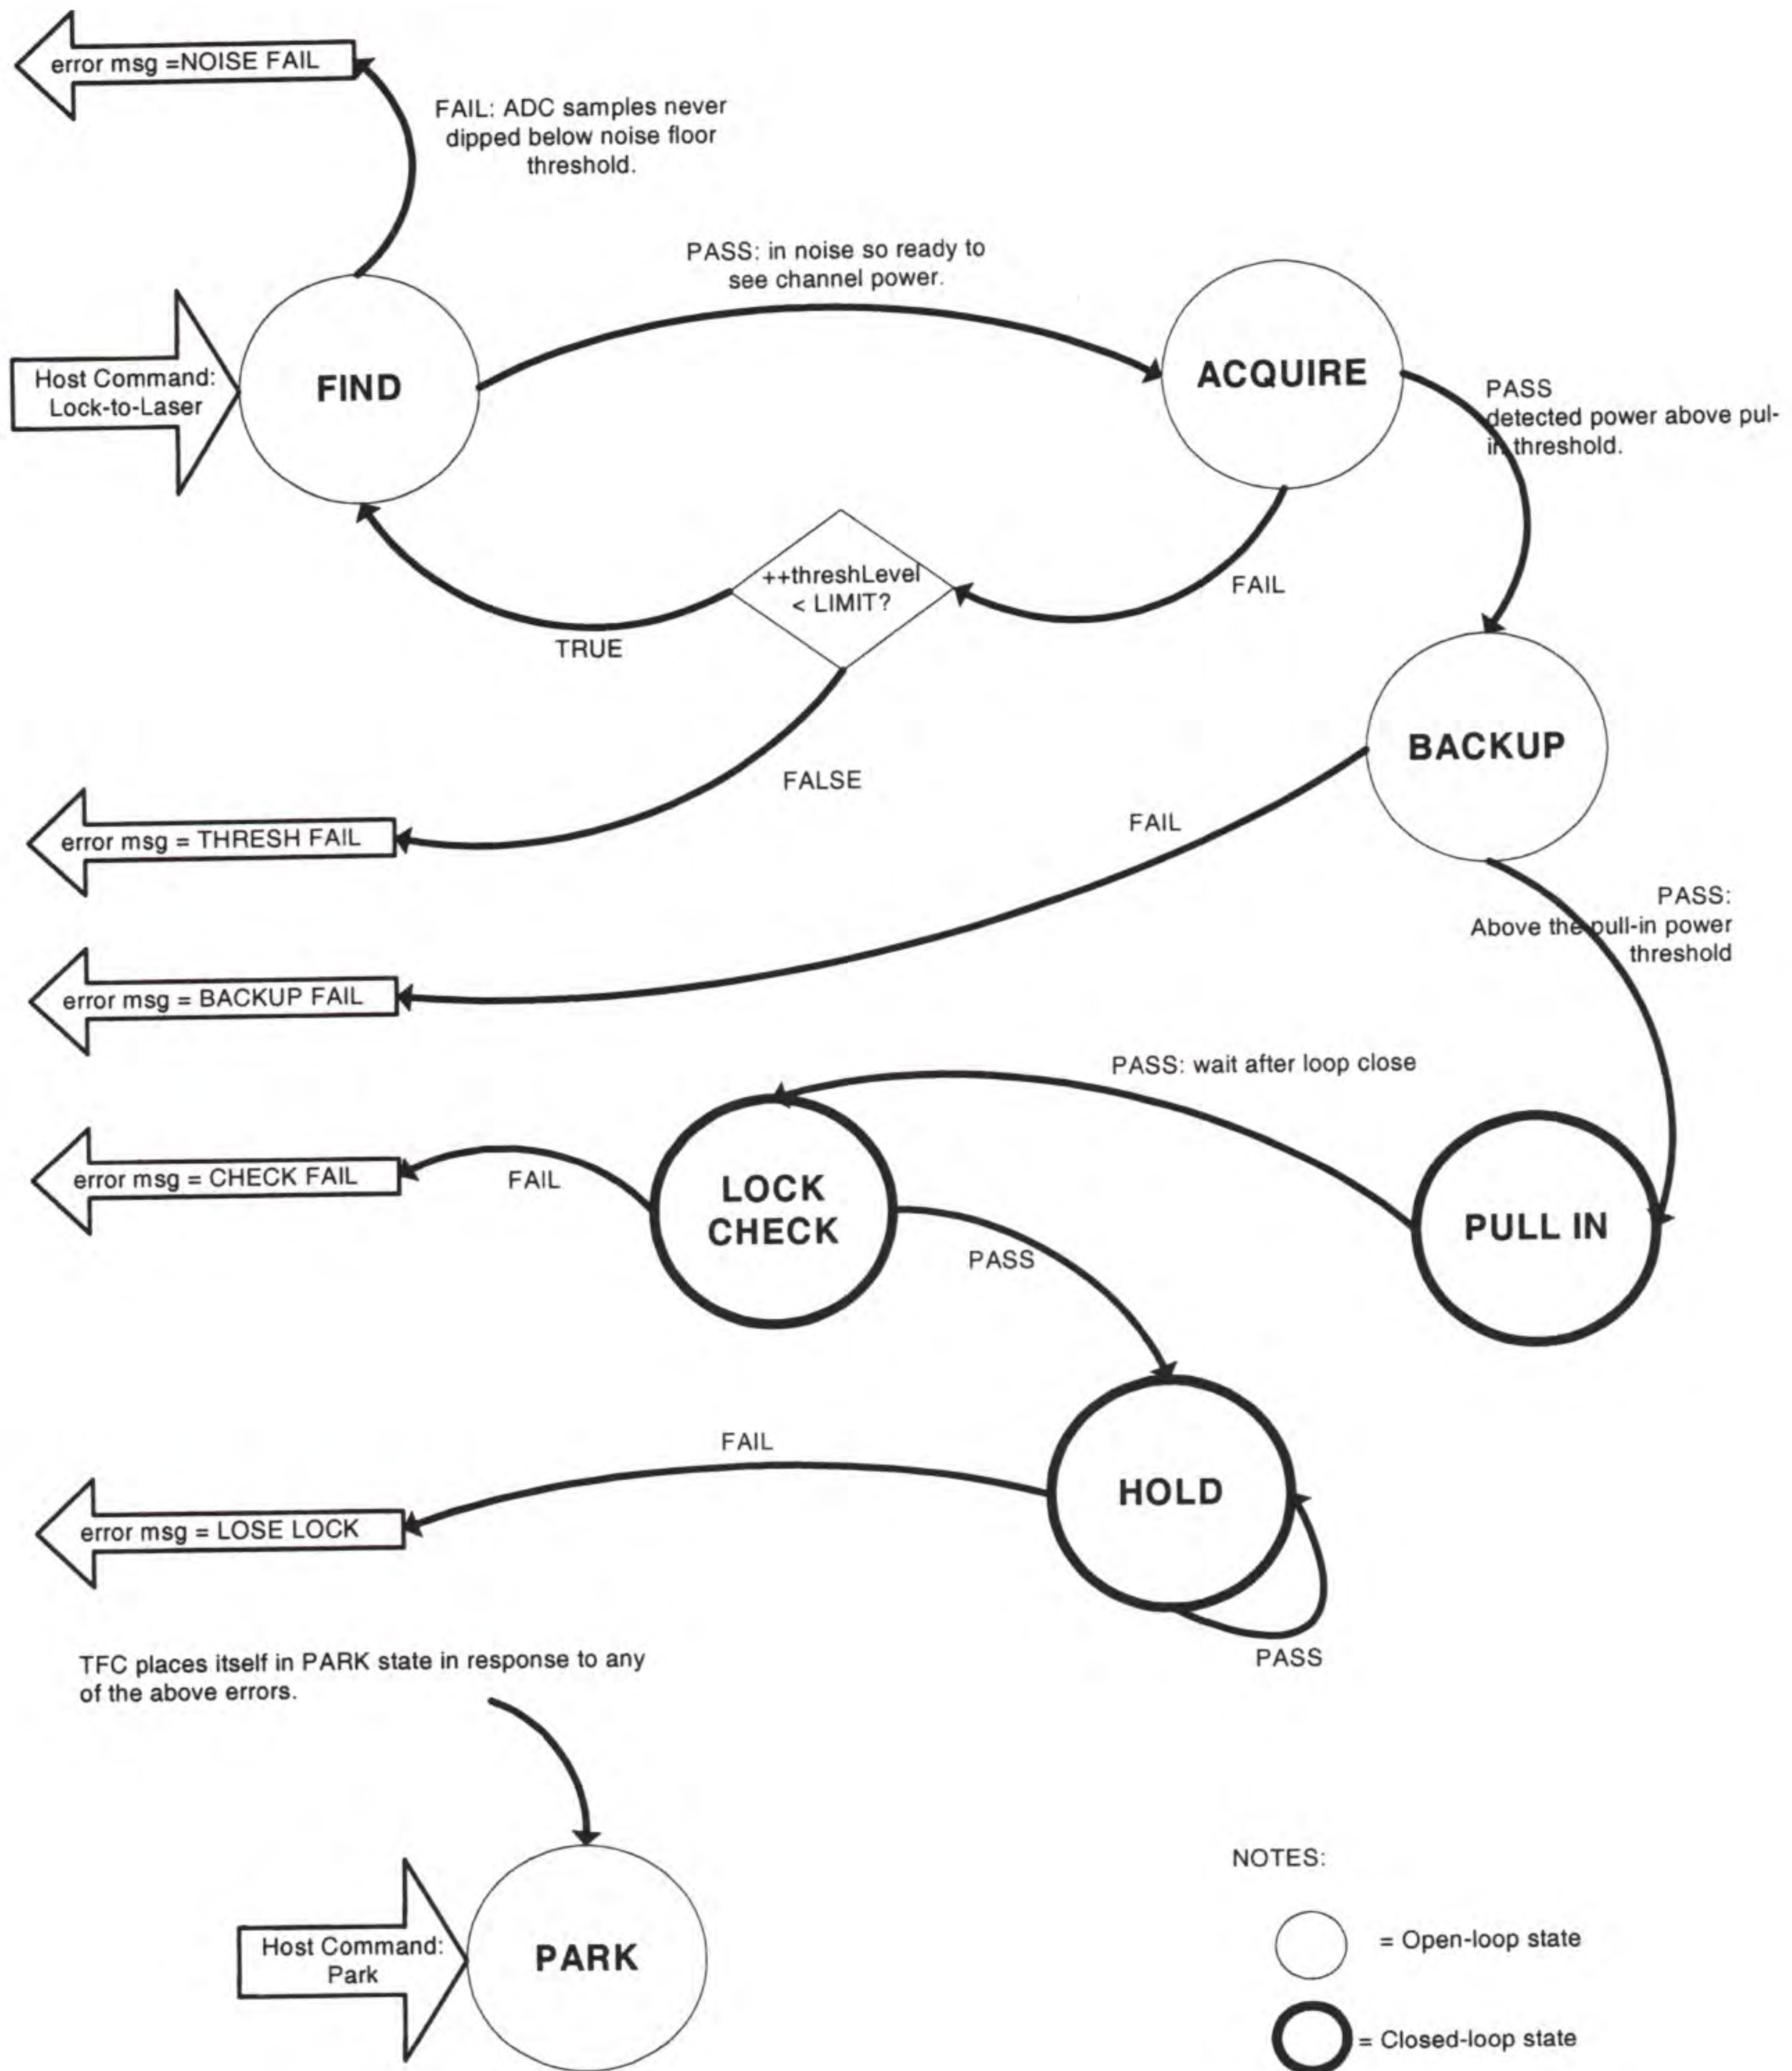 error msg =NOISE FAIL
FAIL: ADC samples never
dipped below noise floor
threshold.
PASS: in noise so ready to
see channel power.
Host Command:
Lock-to-Laser
FIND
ACQUIRE
PASS
detected power above pul-
in threshold.
++threshLevel
< LIMIT?
FAIL
TRUE
BACKUP
FALSE
error msg = THRESH FAIL
FAIL
PASS:
Above the pull-in power
threshold
error msg = BACKUP FAIL
PASS: wait after loop close
error msg = CHECK FAIL
FAIL
LOCK
CHECK
PASS
PULL IN
FAIL
HOLD
error msg = LOSE LOCK
PASS
TFC places itself in PARK state in response to any
of the above errors.
Host Command:
Park
PARK
NOTES:
= Open-loop state
= Closed-loop state